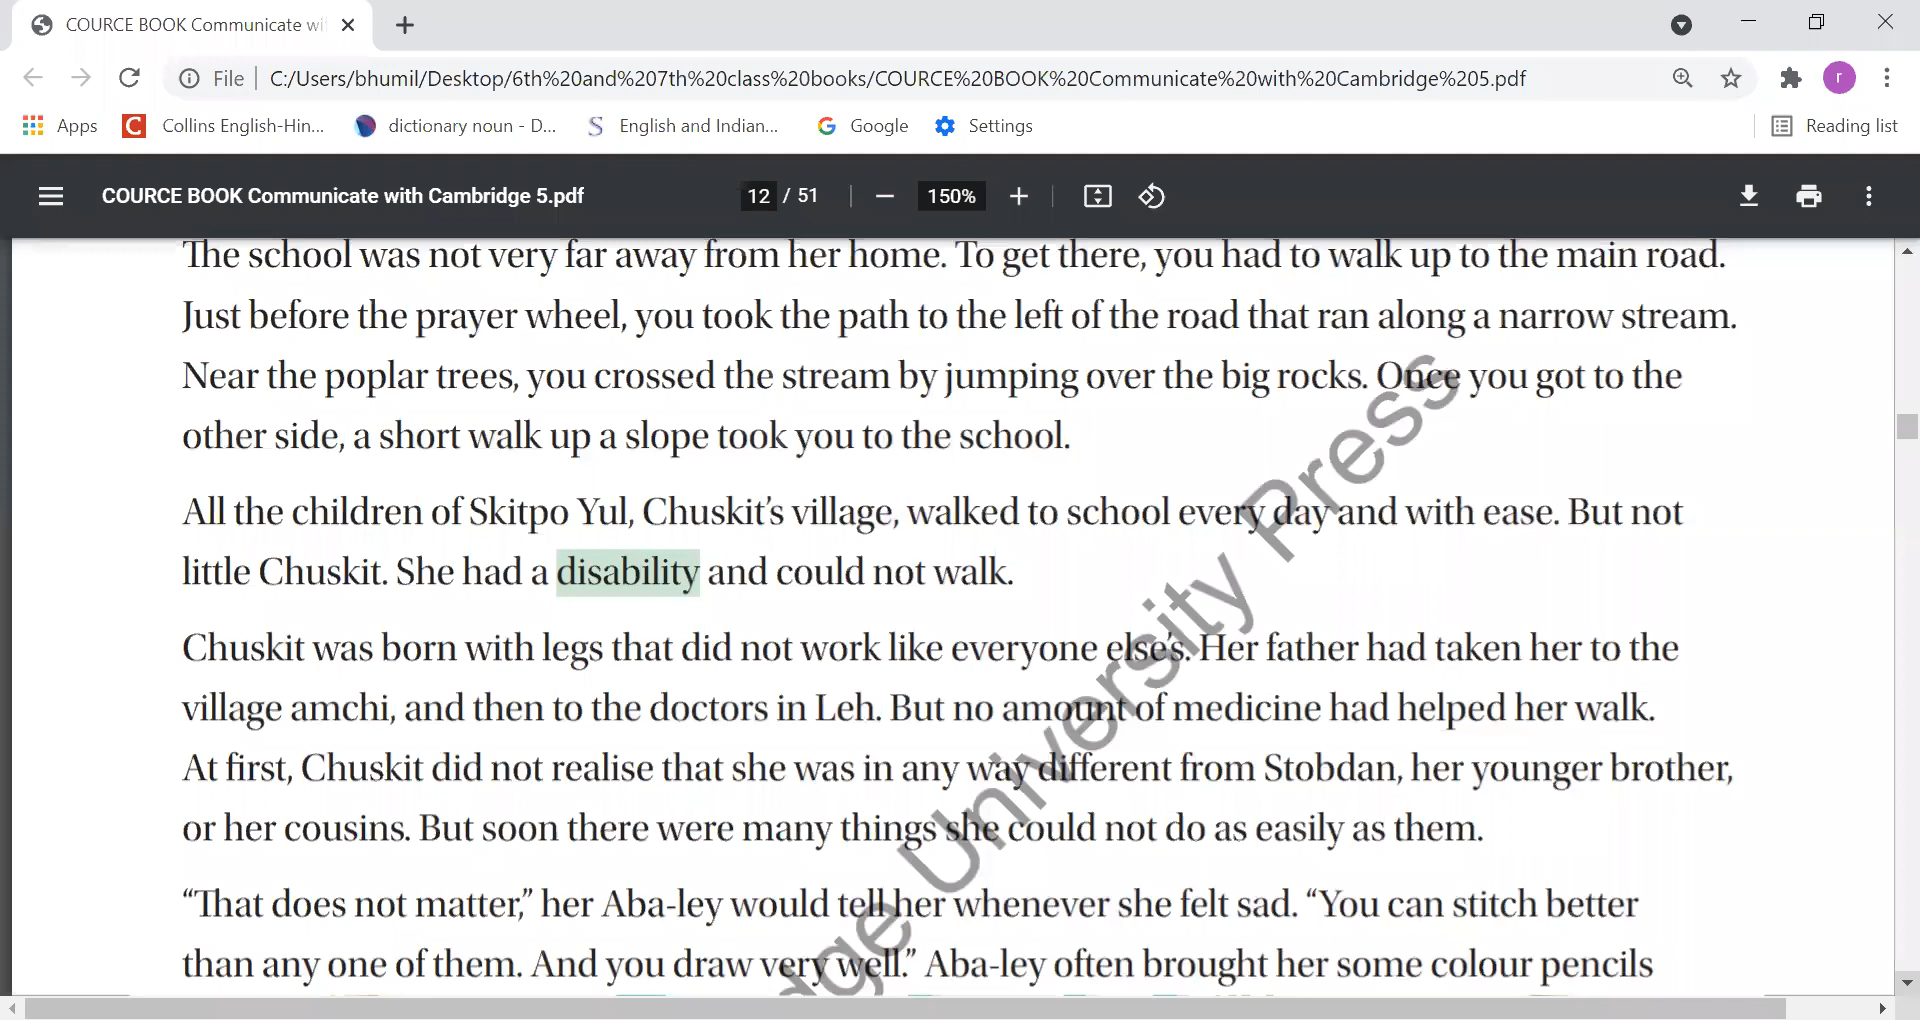 COURCE BOOK Communicate wi
File C:/Users/bhumil/Desktop/6th%20and%207th%20class%20books/COURCE%20BOOK%20Communicate%20with%20Cambridge%205.pdf
r
Apps Collins English-Hin... dictionary noun - D... English and Indian... Google Settings Reading list
COURCE BOOK Communicate with Cambridge 5.pdf 12 / 51 150%
The school was not very far away from her home. To get there, you had to walk up to the main road.
Just before the prayer wheel, you took the path to the left of the road that ran along a narrow stream.
Near the poplar trees, you crossed the stream by jumping over the big rocks. Once you got to the
other side, a short walk up a slope took you to the school.
All the children of Skitpo Yul, Chuskit’s village, walked to school every day and with ease. But not
little Chuskit. She had a disability and could not walk.
Chuskit was born with legs that did not work like everyone else’s. Her father had taken her to the
village amchi, and then to the doctors in Leh. But no amount of medicine had helped her walk.
At first, Chuskit did not realise that she was in any way different from Stobdan, her younger brother,
or her cousins. But soon there were many things she could not do as easily as them.
“That does not matter,” her Aba-ley would tell her whenever she felt sad. “You can stitch better
than any one of them. And you draw very well.” Aba-ley often brought her some colour pencils
dge University Press